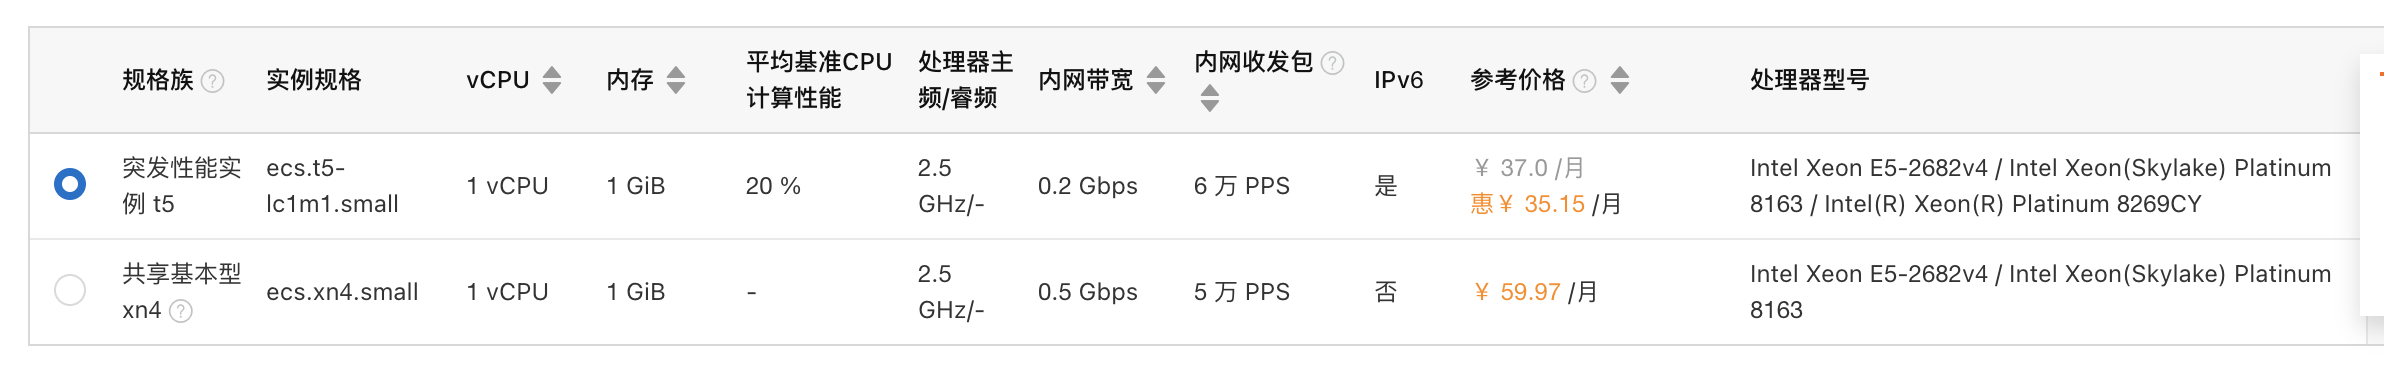 规格族
实例规格
vCPU
内存
平均基准CPU
计算性能
处理器主
频/睿频
内网带宽
内网收发包
IPv6
参考价格
处理器型号
突发性能实
例 t5
ecs.t5-
lc1m1.small
1 vCPU
1 GiB
20 %
2.5
GHz/-
0.2 Gbps
6 万 PPS
是
¥ 37.0 /月
惠¥ 35.15 /月
Intel Xeon E5-2682v4 / Intel Xeon(Skylake) Platinum
8163 / Intel(R) Xeon(R) Platinum 8269CY
共享基本型
xn4
ecs.xn4.small
1 vCPU
1 GiB
-
2.5
GHz/-
0.5 Gbps
5 万 PPS
否
¥ 59.97 /月
Intel Xeon E5-2682v4 / Intel Xeon(Skylake) Platinum
8163